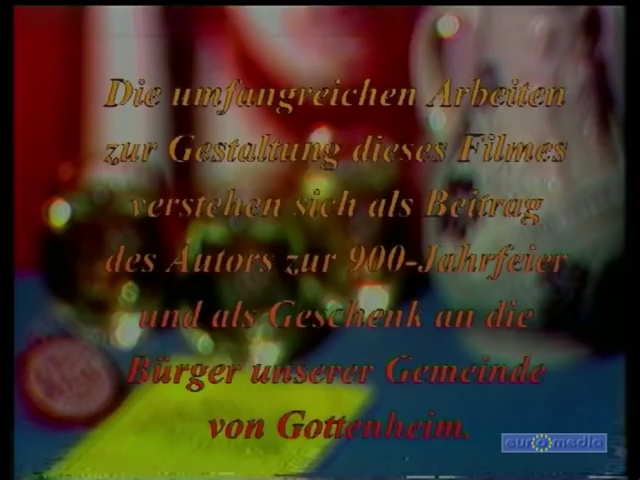 Die umfangreichen Arbeiten
zur Gestaltung dieses Filmes
verstehen sich als Beitrag
des Autors zur 900-Jahrfeier
und als Geschenk an die
Bürger unserer Gemeinde
von Gottenheim.
euromedia